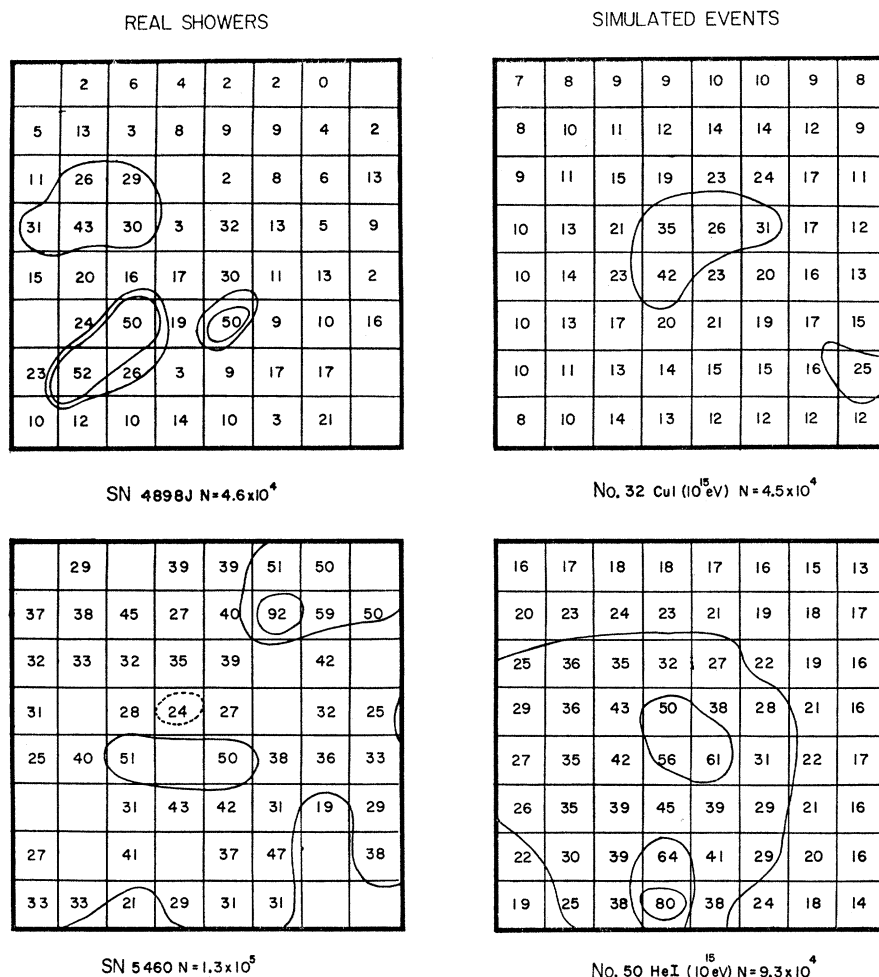 REAL SHOWERS
SIMULATED EVENTS
2 6 4 2 2 0
5 13 3 8 9 9 4 2
11 26 29 2 8 6 13
31 43 30 3 32 13 5 9
15 20 16 17 30 11 13 2
24 50 19 50 9 10 16
23 52 26 3 9 17 17
10 12 10 14 10 3 21
SN 4898J N=4.6x10⁴
7 8 9 9 10 10 9 8
8 10 11 12 14 14 12 9
9 11 15 19 23 24 17 11
10 13 21 35 26 31 17 12
10 14 23 42 23 20 16 13
10 13 17 20 21 19 17 15
10 11 13 14 15 15 16 25
8 10 14 13 12 12 12 12
No. 32 CuI (10¹⁵eV) N=4.5x10⁴
29 39 39 51 50
37 38 45 27 40 92 59 50
32 33 32 35 39 42
31 28 24 27 32 25
25 40 51 50 38 36 33
31 43 42 31 19 29
27 41 37 47 38
33 33 21 29 31 31
SN 5460 N=1.3x10⁵
16 17 18 18 17 16 15 13
20 23 24 23 21 19 18 17
25 36 35 32 27 22 19 16
29 36 43 50 38 28 21 16
27 35 42 56 61 31 22 17
26 35 39 45 39 29 21 16
22 30 39 64 41 29 20 16
19 25 38 80 38 24 18 14
No. 50 HeI (10¹⁵eV) N=9.3x10⁴